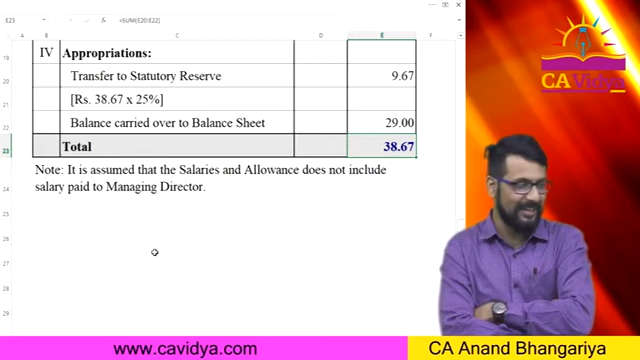 E23 =SUM(E20:E22)
A B C D E F
19 IV Appropriations:
20 Transfer to Statutory Reserve 9.67
21 [Rs. 38.67 x 25%]
22 Balance carried over to Balance Sheet 29.00
23 Total 38.67
24 Note: It is assumed that the Salaries and Allowance does not include
salary paid to Managing Director.
25
26
27
28
29
CA Vidya
www.cavidya.com
CA Anand Bhangariya